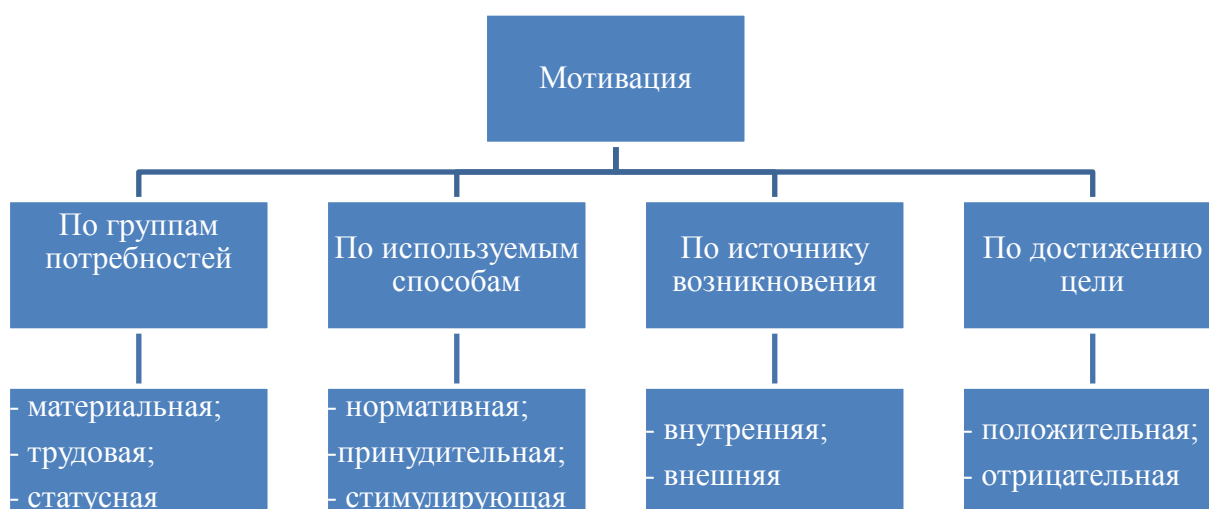 Мотивация
По группам
потребностей
По используемым
способам
По источнику
возникновения
По достижению
цели
- материальная;
- трудовая;
- статусная
- нормативная;
-принудительная;
- стимулирующая
- внутренняя;
- внешняя
- положительная;
- отрицательная